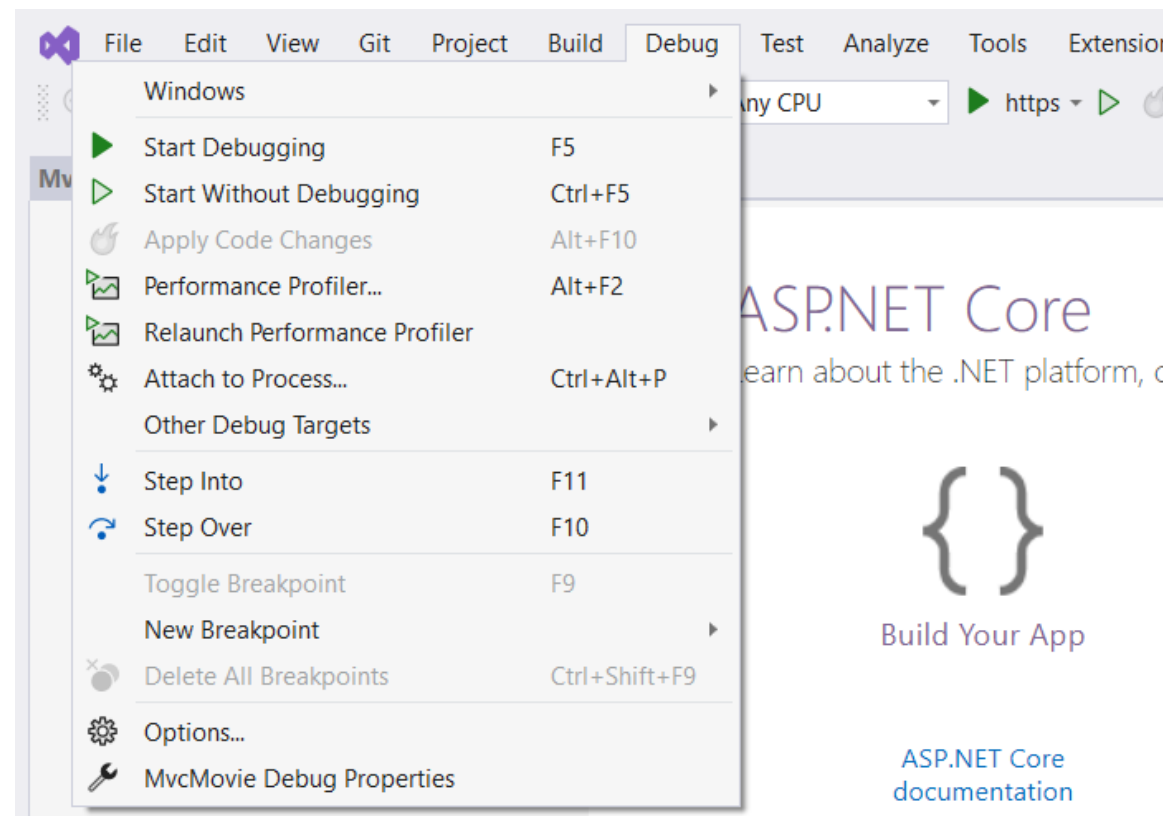 File Edit View Git Project Build Debug Test Analyze Tools
Windows
Any CPU
https
Start Debugging F5
Start Without Debugging Ctrl+F5
Apply Code Changes Alt+F10
Performance Profiler... Alt+F2
Relaunch Performance Profiler
Attach to Process... Ctrl+Alt+P
Other Debug Targets
Step Into F11
Step Over F10
Toggle Breakpoint F9
New Breakpoint
Delete All Breakpoints Ctrl+Shift+F9
Options...
MvcMovie Debug Properties
ASP.NET Core
about the .NET platform,
{ }
Build Your App
ASP.NET Core
documentation